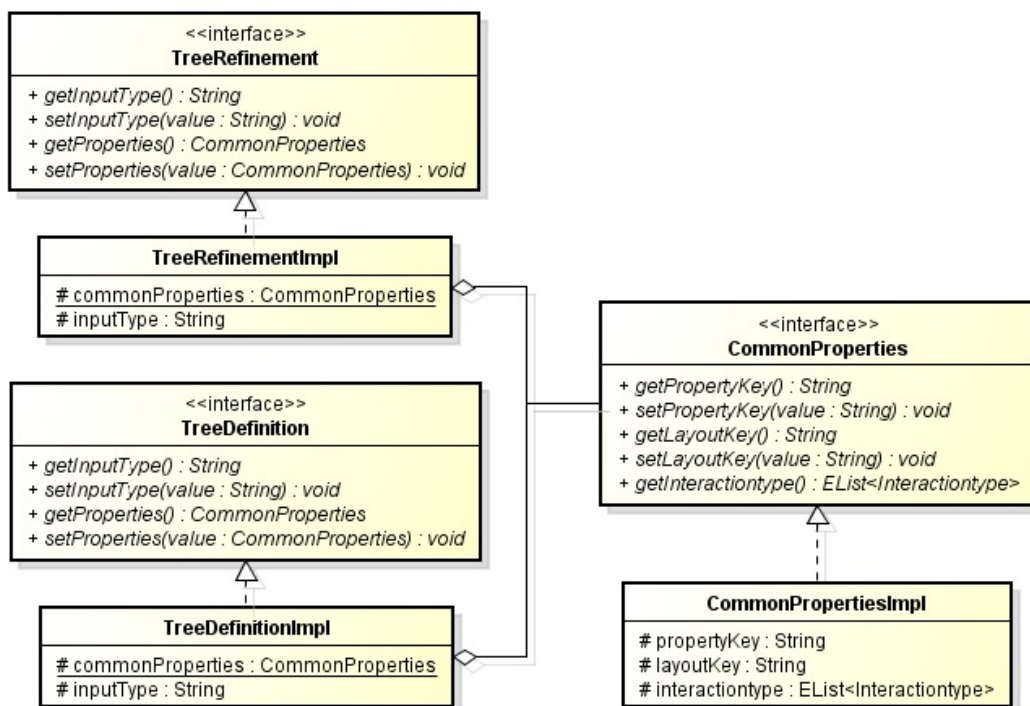 <<interface>>
TreeRefinement
+ getInputType() : String
+ setInputType(value : String) : void
+ getProperties() : CommonProperties
+ setProperties(value : CommonProperties) : void
TreeRefinementImpl
# commonProperties : CommonProperties
# inputType : String
<<interface>>
TreeDefinition
+ getInputType() : String
+ setInputType(value : String) : void
+ getProperties() : CommonProperties
+ setProperties(value : CommonProperties) : void
TreeDefinitionImpl
# commonProperties : CommonProperties
# inputType : String
<<interface>>
CommonProperties
+ getPropertyKey() : String
+ setPropertyKey(value : String) : void
+ getLayoutKey() : String
+ setLayoutKey(value : String) : void
+ getInteractiontype() : EList<Interactiontype>
CommonPropertiesImpl
# propertyKey : String
# layoutKey : String
# interactiontype : EList<Interactiontype>